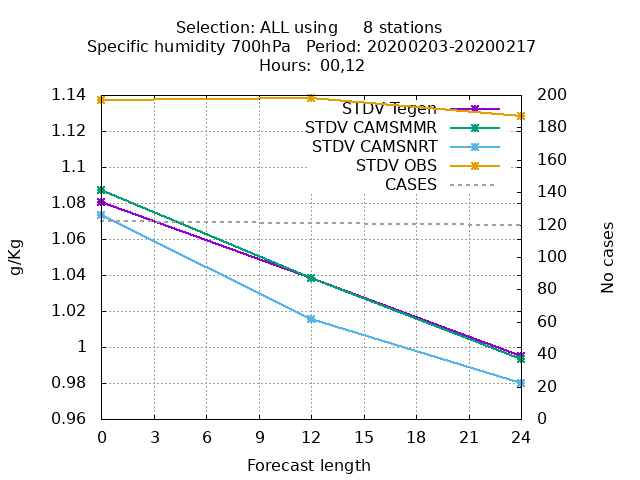 Selection: ALL using     8 stations
Specific humidity 700hPa   Period: 20200203-20200217
Hours: 00,12
1.14
1.12
1.1
1.08
1.06
1.04
1.02
1
0.98
0.96
g/Kg
STDV Tegen
STDV CAMSMMR
STDV CAMSNRT
STDV OBS
CASES
200
180
160
140
120
100
80
60
40
20
0
No cases
0 3 6 9 12 15 18 21 24
Forecast length